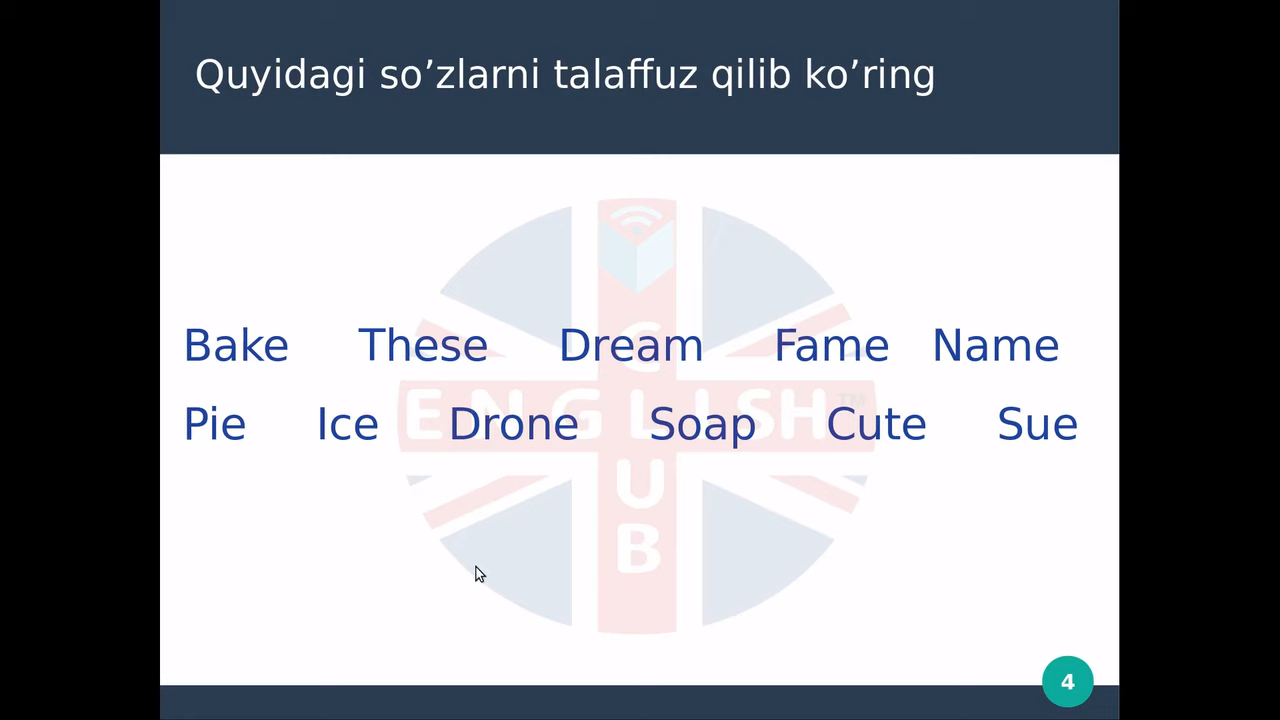 Quyidagi so’zlarni talaffuz qilib ko’ring
Bake These Dream Fame Name
Pie Ice Drone Soap Cute Sue
ENGLISH™
CLUB
4